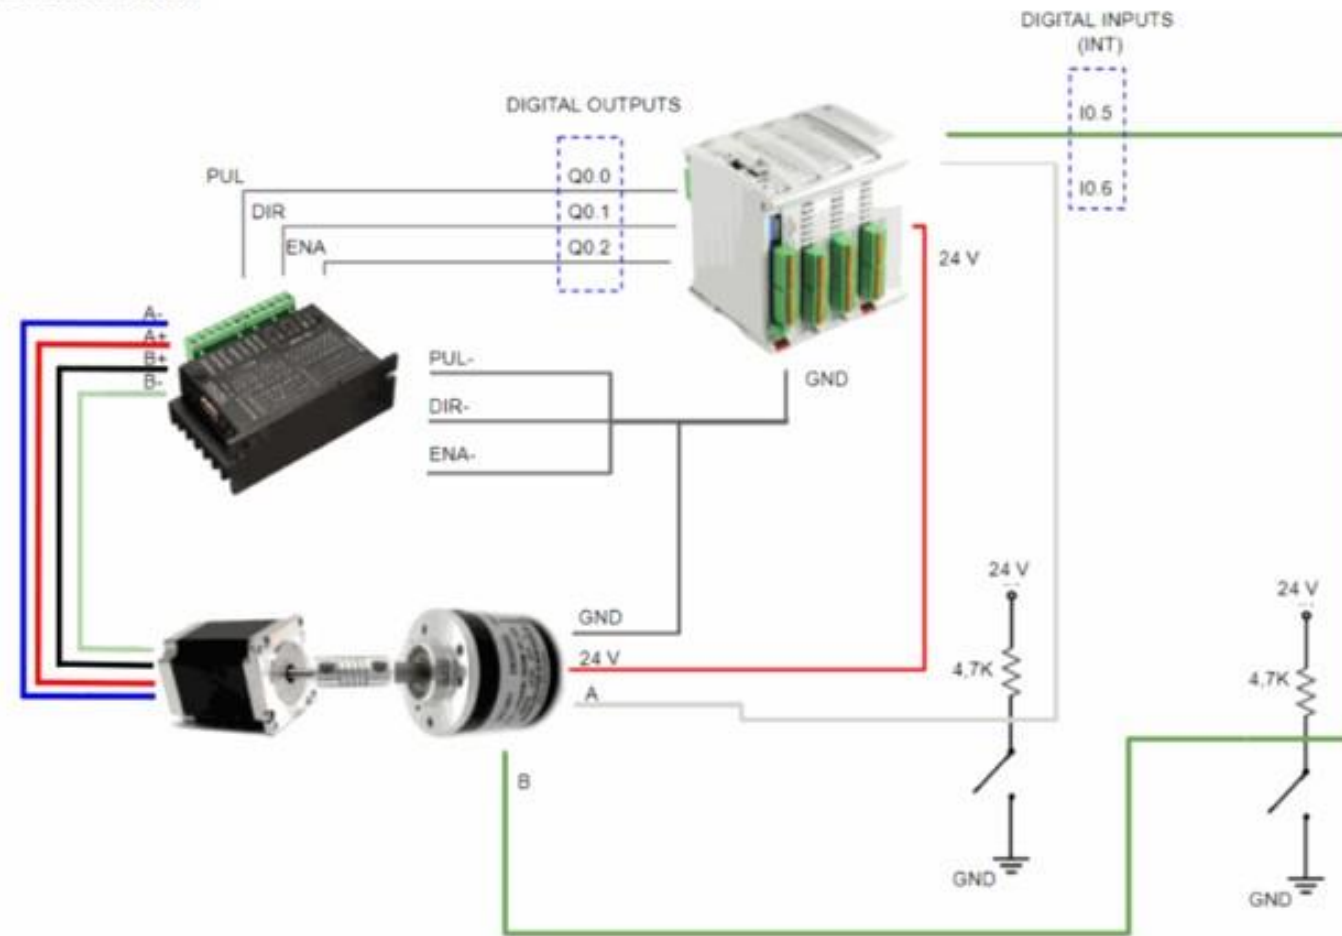 DIGITAL INPUTS
(INT)
I0.5
I0.6
DIGITAL OUTPUTS
PUL
Q0.0
DIR
Q0.1
ENA
Q0.2
24 V
A-
A+
B+
B-
PUL-
DIR-
ENA-
GND
GND
24 V
A
B
24 V
4,7K
GND
24 V
4,7K
GND